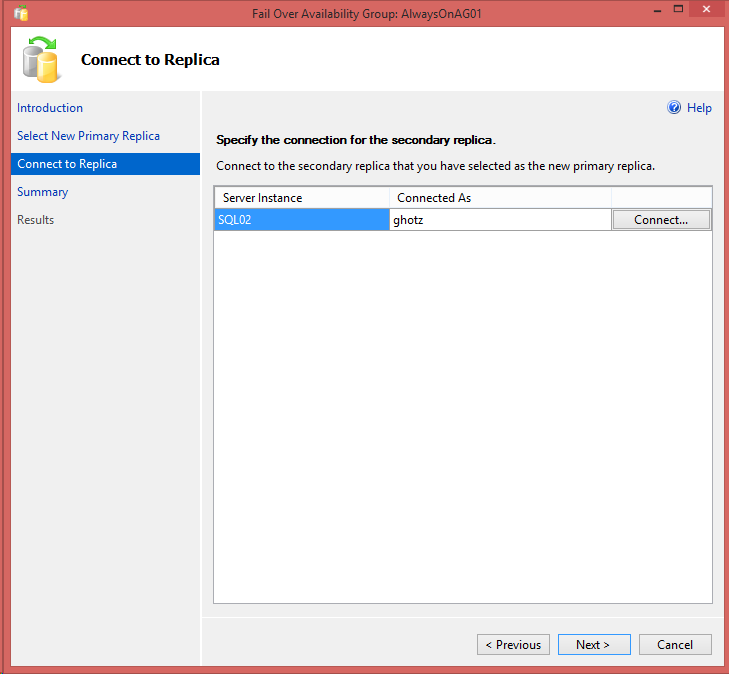 Fail Over Availability Group: AlwaysOnAG01
Connect to Replica
Introduction
Select New Primary Replica
Connect to Replica
Summary
Results
Help
Specify the connection for the secondary replica.
Connect to the secondary replica that you have selected as the new primary replica.
Server Instance Connected As
SQL02 ghotz Connect...
< Previous Next > Cancel